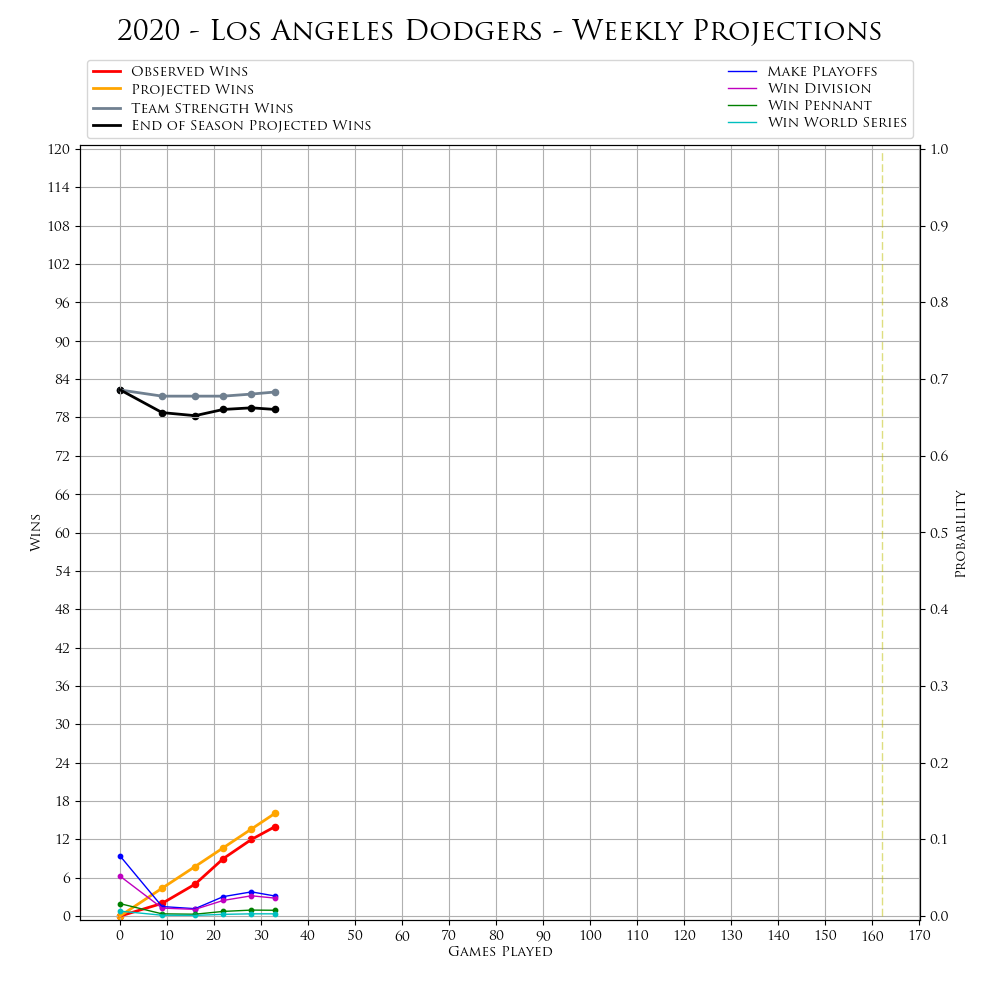 2020 - Los Angeles Dodgers - Weekly Projections
Observed Wins
Projected Wins
Team Strength Wins
End of Season Projected Wins
Make Playoffs
Win Division
Win Pennant
Win World Series
120
114
108
102
96
90
84
78
72
66
60
54
48
42
36
30
24
18
12
6
0
Wins
1.0
0.9
0.8
0.7
0.6
0.5
0.4
0.3
0.2
0.1
0.0
Probability
0 10 20 30 40 50 60 70 80 90 100 110 120 130 140 150 160 170
Games Played